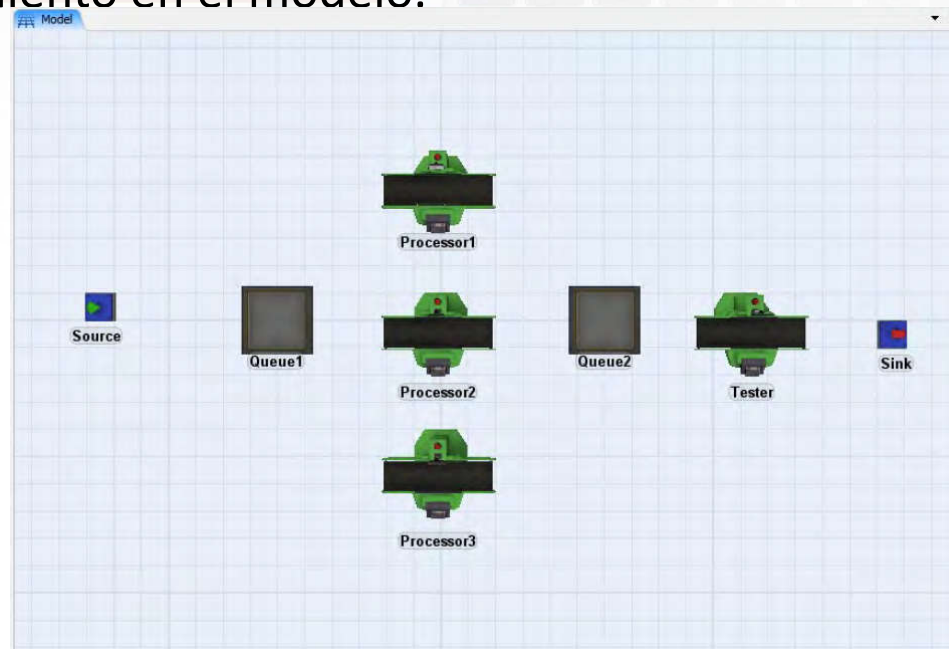 en el modelo.
Model
Processor1
Source
Queue1
Processor2
Queue2
Tester
Sink
Processor3